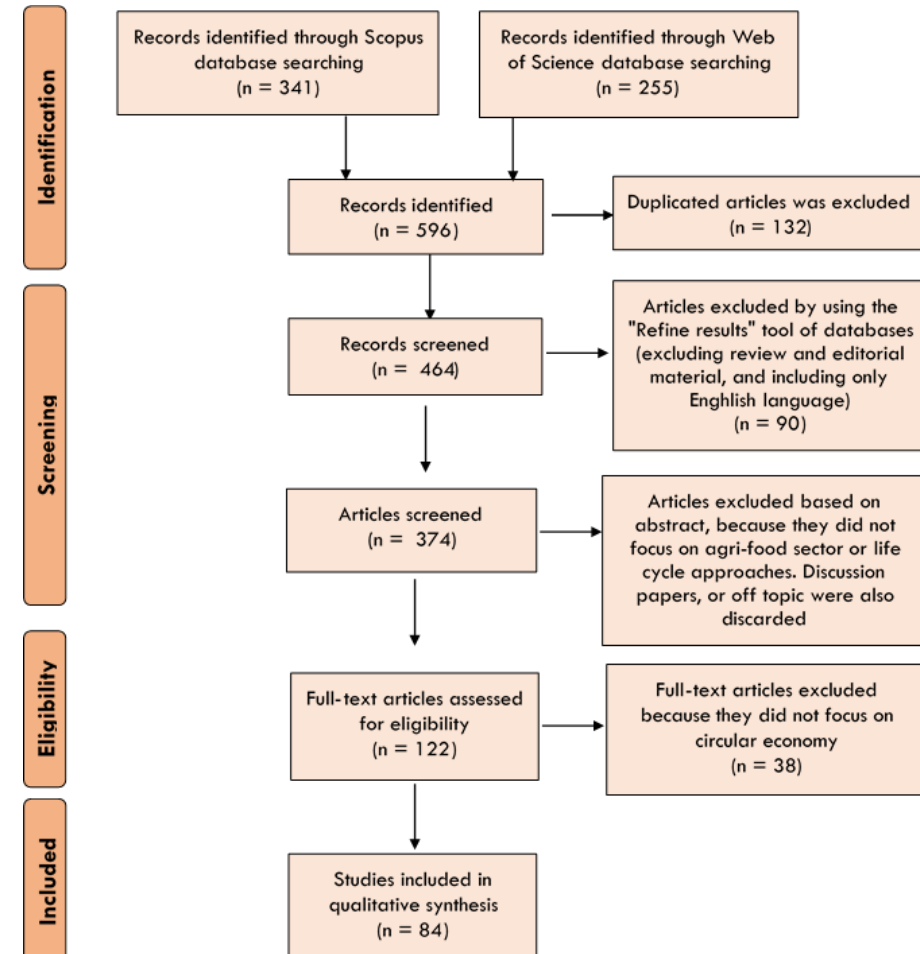 Identification
Records identified through Scopus
database searching
(n = 341)
Records identified through Web
of Science database searching
(n = 255)
Records identified
(n = 596)
Duplicated articles was excluded
(n = 132)
Screening
Records screened
(n = 464)
Articles excluded by using the
"Refine results" tool of databases
(excluding review and editorial
material, and including only
Enghlish language)
(n = 90)
Articles screened
(n = 374)
Articles excluded based on
abstract, because they did not
focus on agri-food sector or life
cycle approaches. Discussion
papers, or off topic were also
discarded
Eligibility
Full-text articles assessed
for eligibility
(n = 122)
Full-text articles excluded
because they did not focus on
circular economy
(n = 38)
Included
Studies included in
qualitative synthesis
(n = 84)